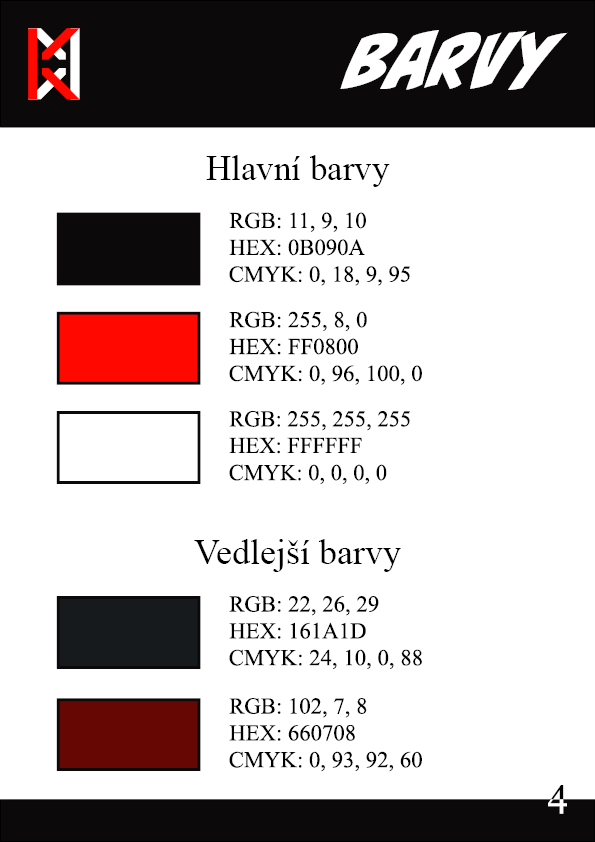 BARVY
Hlavní barvy
RGB: 11, 9, 10
HEX: 0B090A
CMYK: 0, 18, 9, 95
RGB: 255, 8, 0
HEX: FF0800
CMYK: 0, 96, 100, 0
RGB: 255, 255, 255
HEX: FFFFFF
CMYK: 0, 0, 0, 0
Vedlejší barvy
RGB: 22, 26, 29
HEX: 161A1D
CMYK: 24, 10, 0, 88
RGB: 102, 7, 8
HEX: 660708
CMYK: 0, 93, 92, 60
4